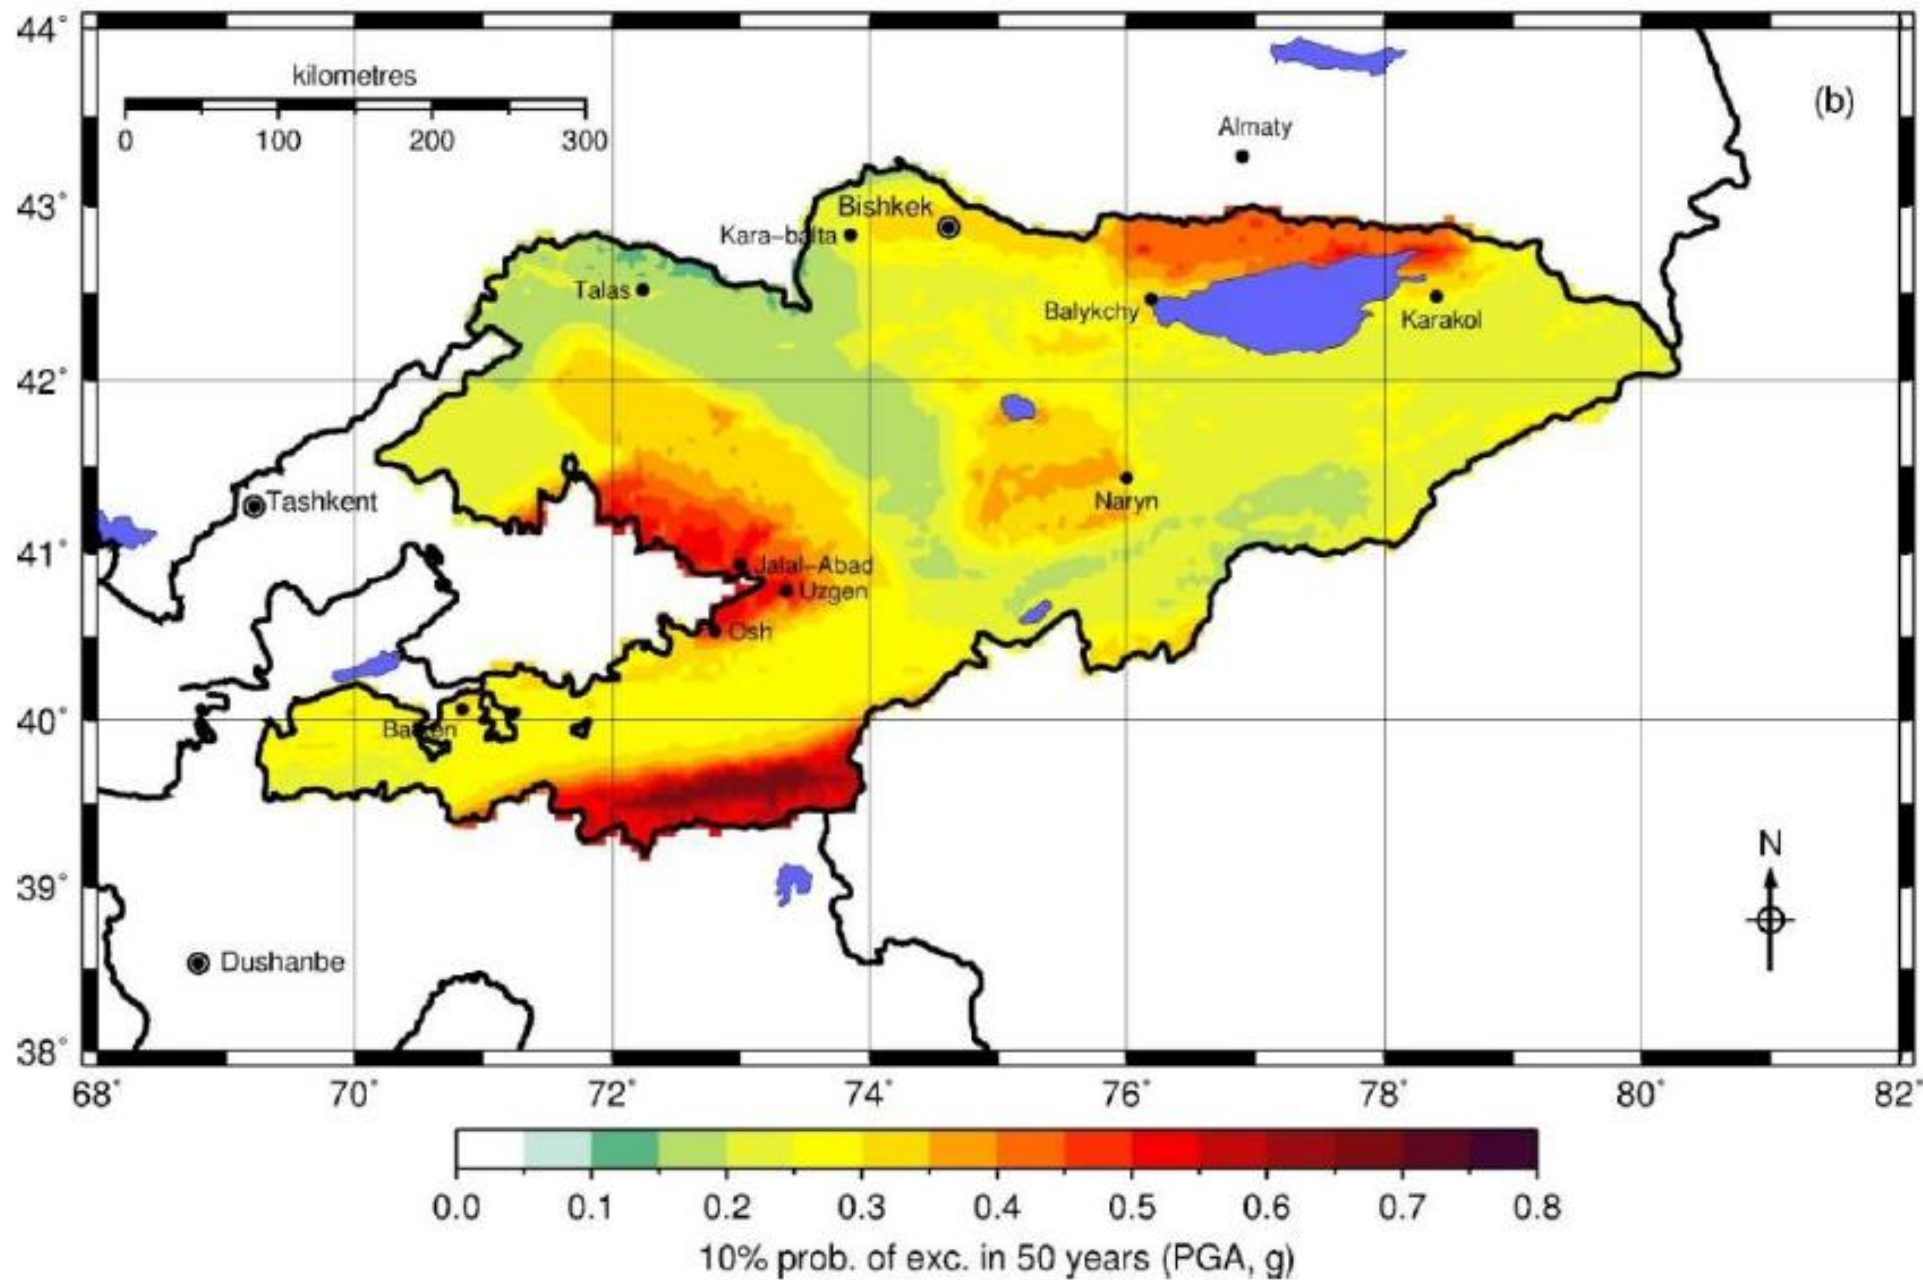 44°
kilometres
0 100 200 300
(b)
Almaty
43°
Bishkek
Kara-balta
Talas
Balykchy
Karakol
42°
Tashkent
Naryn
41°
Jalal-Abad
Uzgen
Osh
40°
39°
N
Dushanbe
38°
68° 70° 72° 74° 76° 78° 80° 82°
0.0 0.1 0.2 0.3 0.4 0.5 0.6 0.7 0.8
10% prob. of exc. in 50 years (PGA, g)